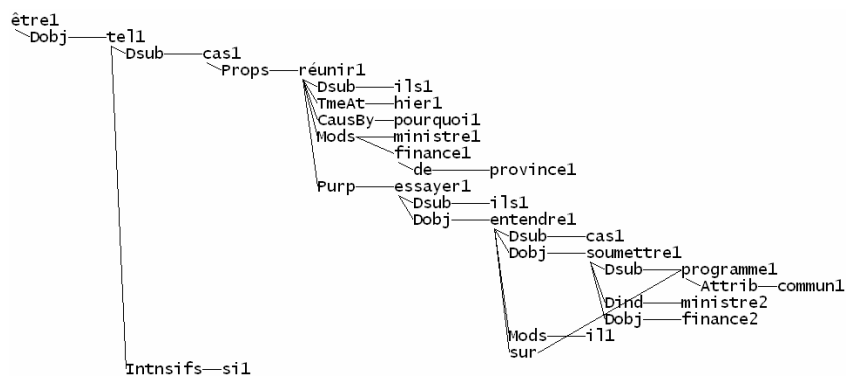 être1
Dobj tel1
Dsub cas1
Props réunir1
Dsub ils1
TmeAt hier1
CausBy pourquoi1
Mods ministre1
finance1
de province1
Purp essayer1
Dsub ils1
Dobj entendre1
Dsub cas1
Dobj soumettre1
Dsub programme1
Attrib commun1
Dind ministre2
Dobj finance2
Mods il1
sur
Intnsifs si1